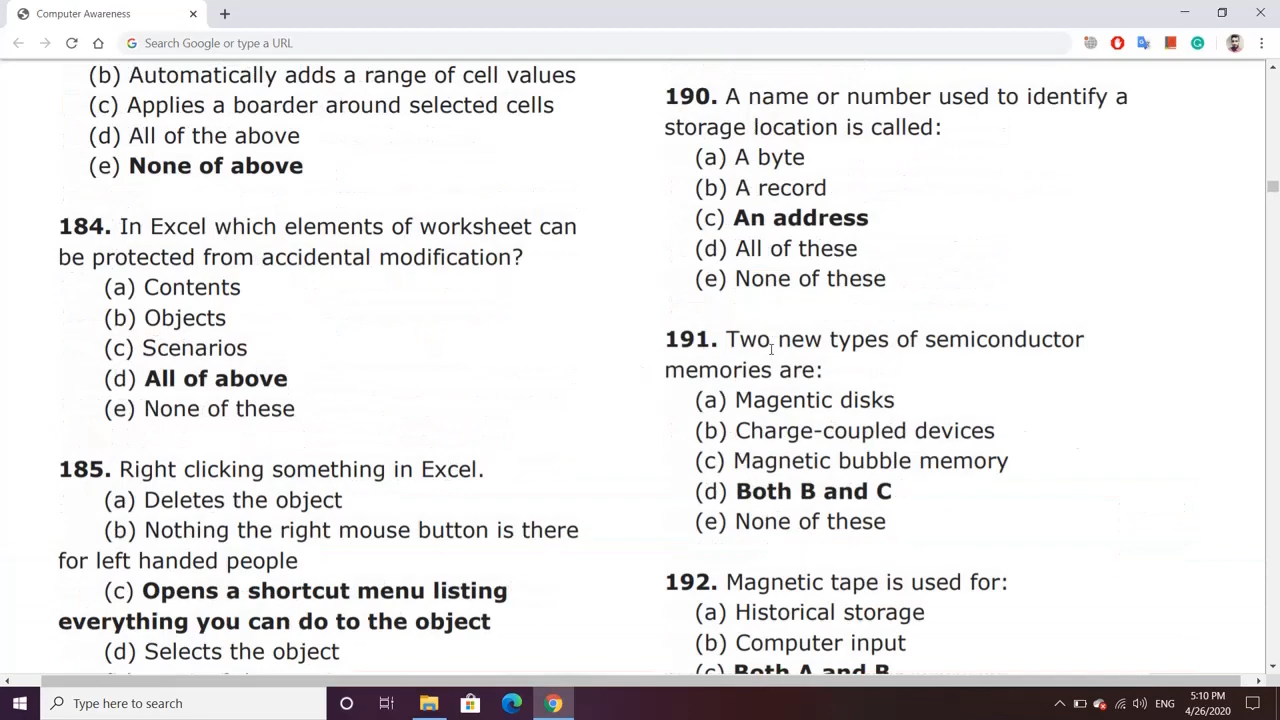 Computer Awareness
Search Google or type a URL
(b) Automatically adds a range of cell values
(c) Applies a boarder around selected cells
(d) All of the above
(e) None of above
184. In Excel which elements of worksheet can
be protected from accidental modification?
(a) Contents
(b) Objects
(c) Scenarios
(d) All of above
(e) None of these
185. Right clicking something in Excel.
(a) Deletes the object
(b) Nothing the right mouse button is there
for left handed people
(c) Opens a shortcut menu listing
everything you can do to the object
(d) Selects the object
190. A name or number used to identify a
storage location is called:
(a) A byte
(b) A record
(c) An address
(d) All of these
(e) None of these
191. Two new types of semiconductor
memories are:
(a) Magentic disks
(b) Charge-coupled devices
(c) Magnetic bubble memory
(d) Both B and C
(e) None of these
192. Magnetic tape is used for:
(a) Historical storage
(b) Computer input
(c) Both A and B
Type here to search
ENG
5:10 PM
4/26/2020